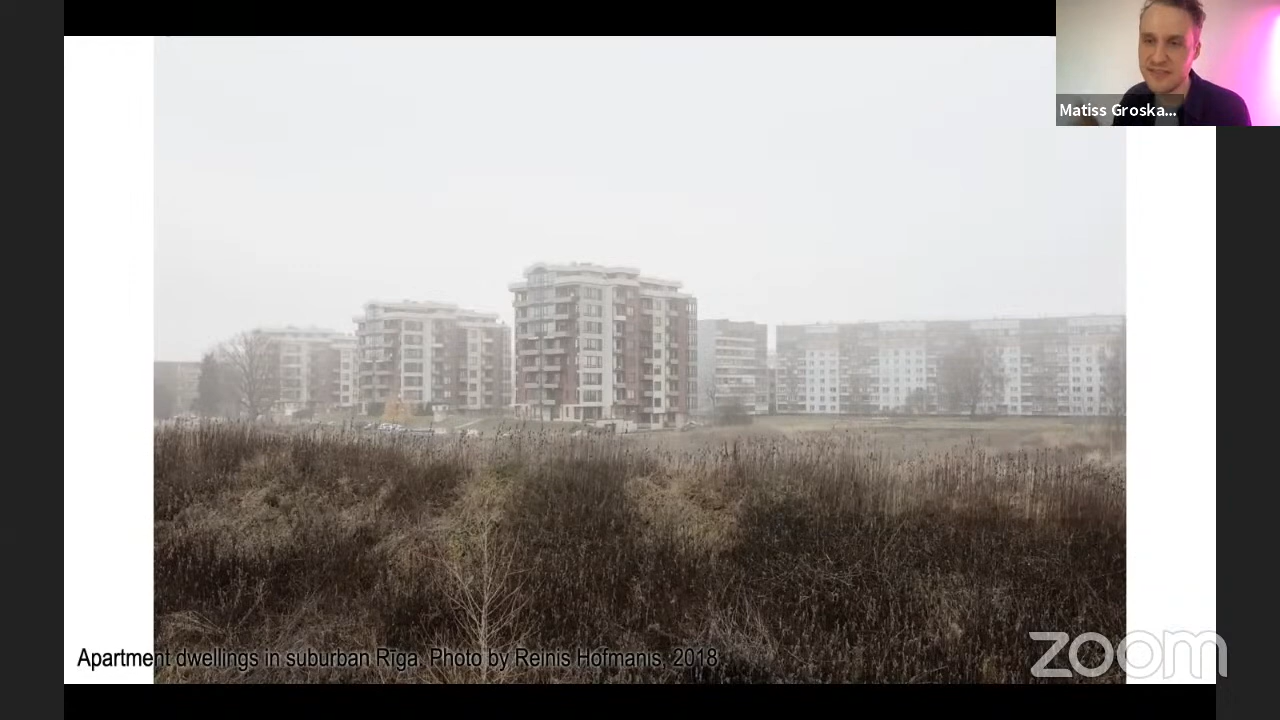 Matiss Groska...
Apartment dwellings in suburban Rīga. Photo by Reinis Hofmanis, 2018
zoom